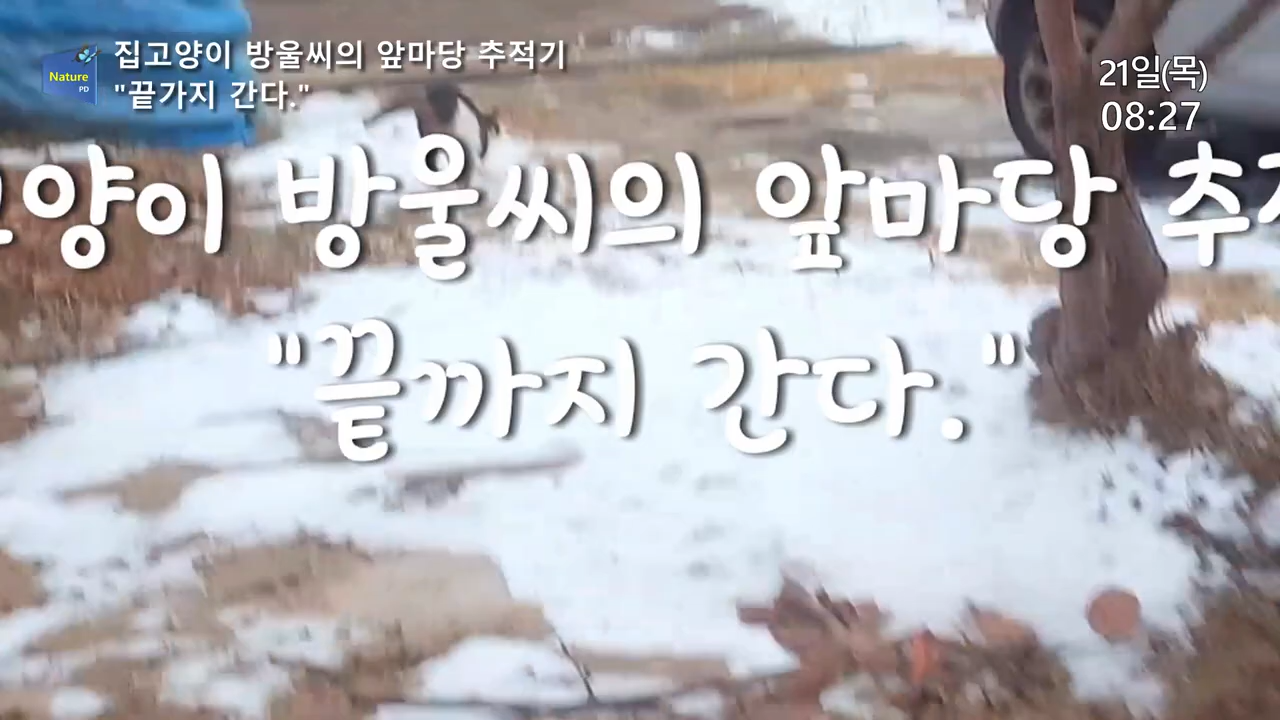 Nature
PD
집고양이 방울씨의 앞마당 추적기
"끝가지 간다."
21일(목)
08:27
고양이 방울씨의 앞마당 추적
"끝까지 간다."